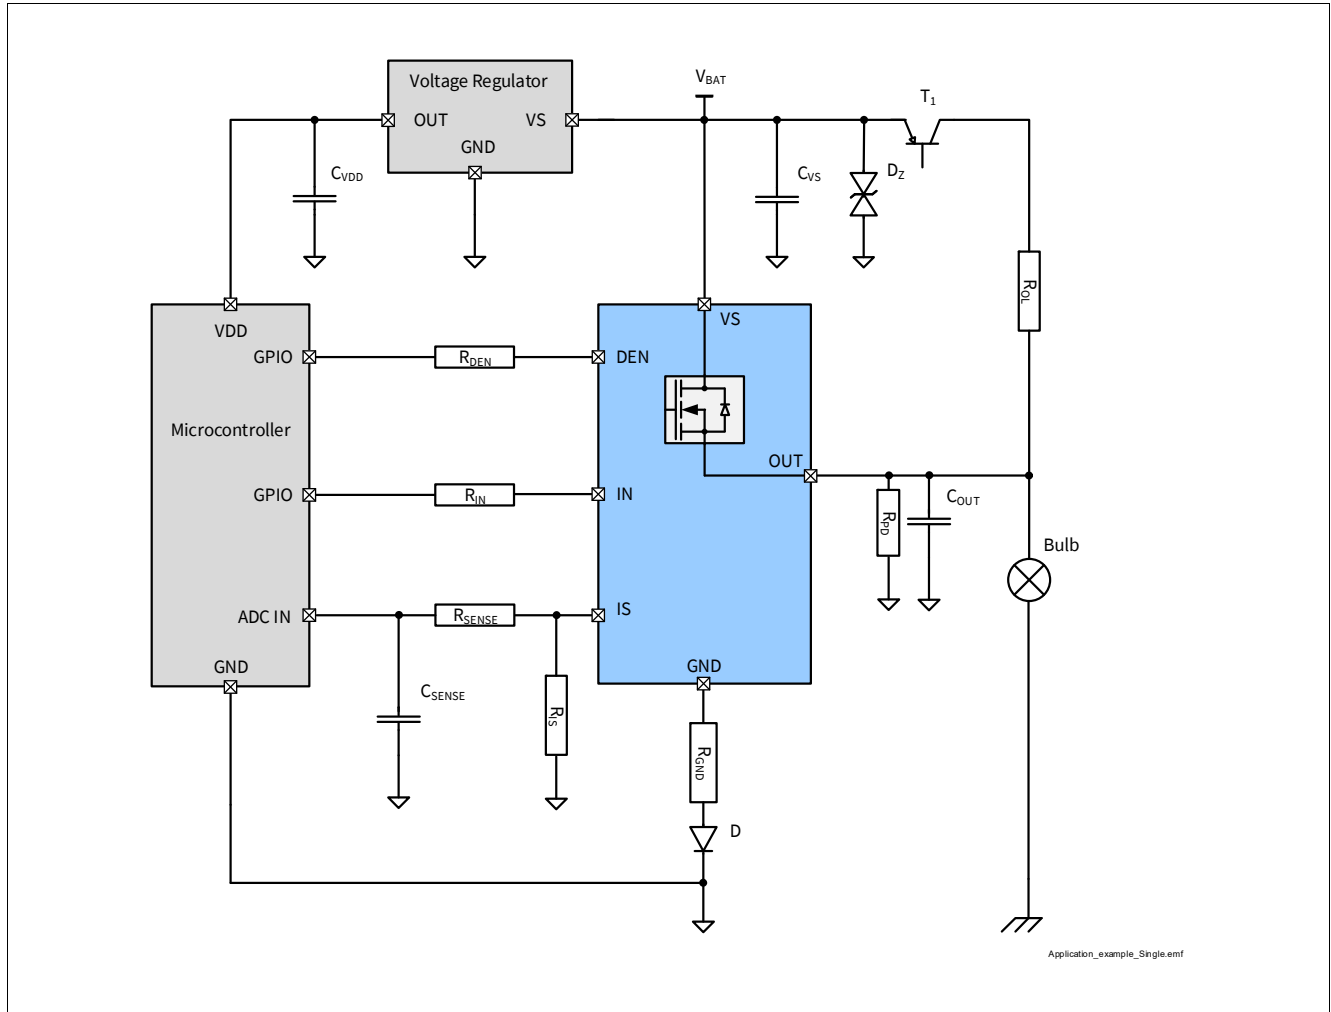 Voltage Regulator
OUT
VS
GND
VBAT
T1
CVDD
CVS
DZ
ROL
VDD
GPIO
RDEN
DEN
VS
Microcontroller
OUT
GPIO
RIN
IN
RPD
COUT
Bulb
ADC IN
RSENSE
IS
GND
CSENSE
RIS
GND
RGND
D
Application_example_Single.emf